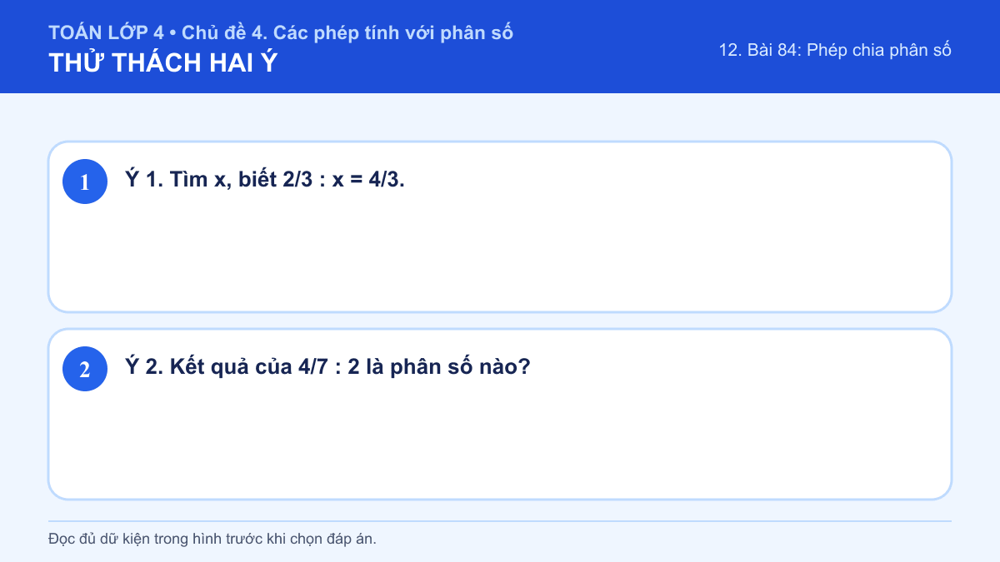 TOÁN LỚP 4 • Chủ đề 4. Các phép tính với phân số
THỬ THÁCH HAI Ý
12. Bài 84: Phép chia phân số
1
Ý 1. Tìm x, biết 2/3 : x = 4/3.
2
Ý 2. Kết quả của 4/7 : 2 là phân số nào?
Đọc đủ dữ kiện trong hình trước khi chọn đáp án.